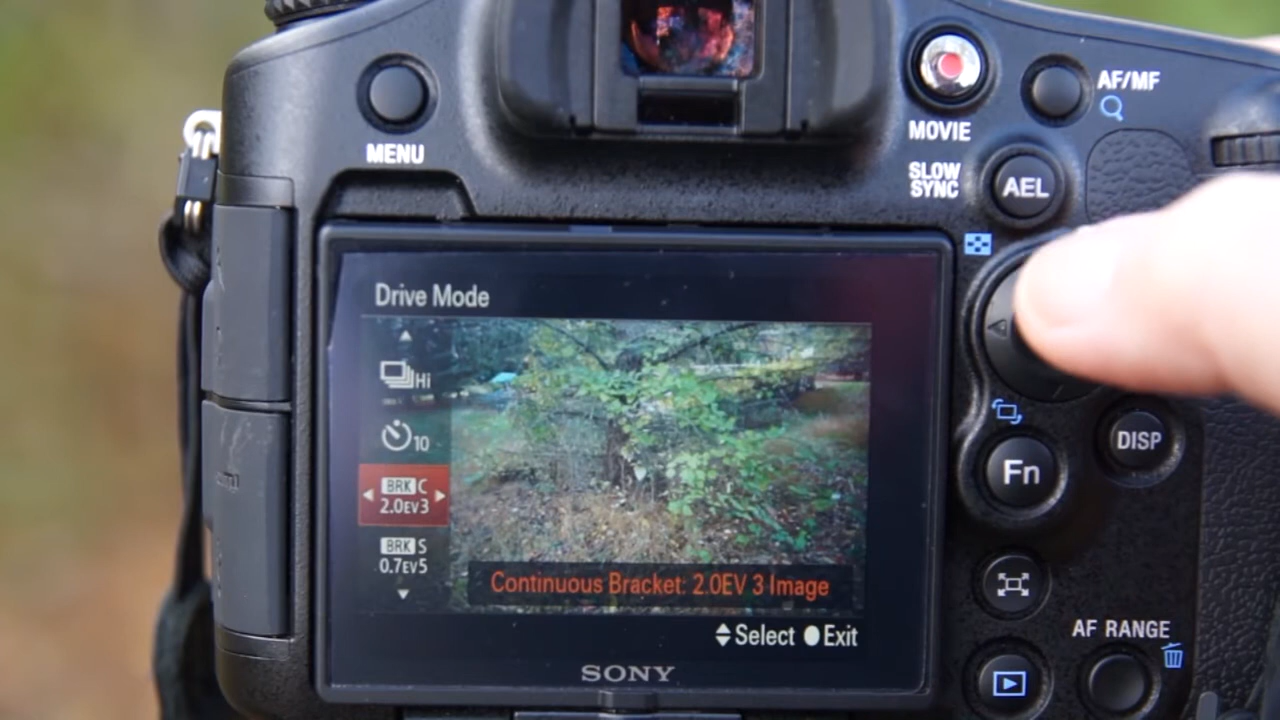 MENU
MOVIE
AF/MF
SLOW
SYNC
AEL
Drive Mode
Hi
10
BRK C
2.0EV3
BRK S
0.7EV5
Continuous Bracket: 2.0EV 3 Image
Select Exit
SONY
Fn
DISP
AF RANGE